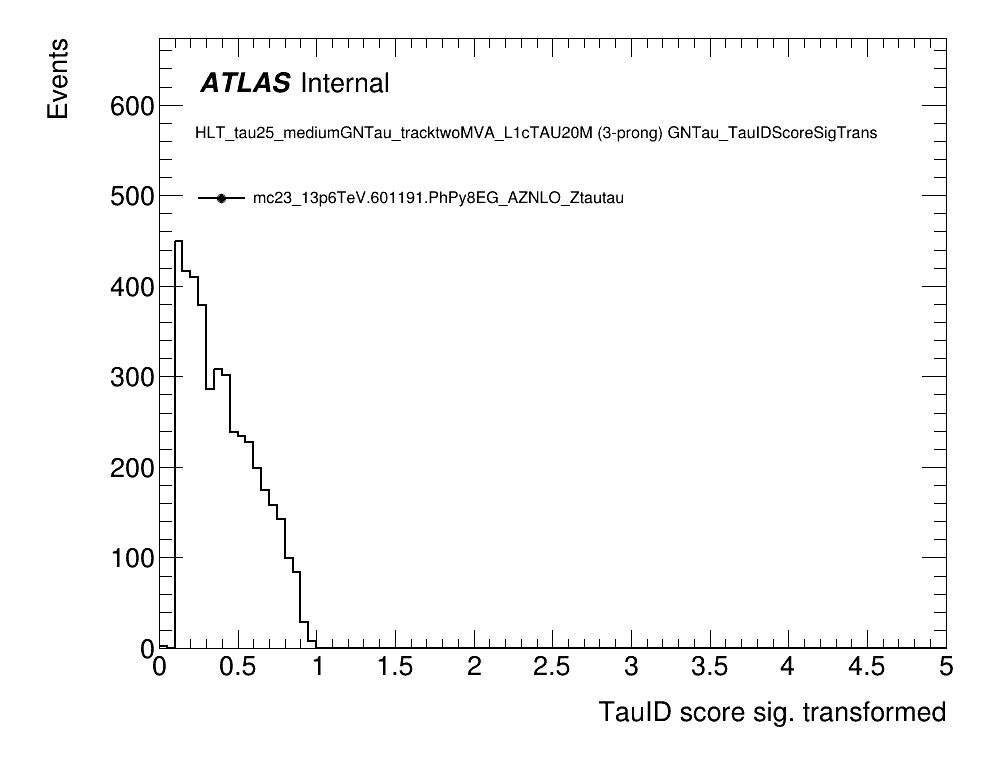 Events
ATLAS Internal
HLT_tau25_mediumGNTau_tracktwoMVA_L1cTAU20M (3-prong) GNTau_TauIDScoreSigTrans
mc23_13p6TeV.601191.PhPy8EG_AZNLO_Ztautau
600
500
400
300
200
100
0
0 0.5 1 1.5 2 2.5 3 3.5 4 4.5 5
TauID score sig. transformed